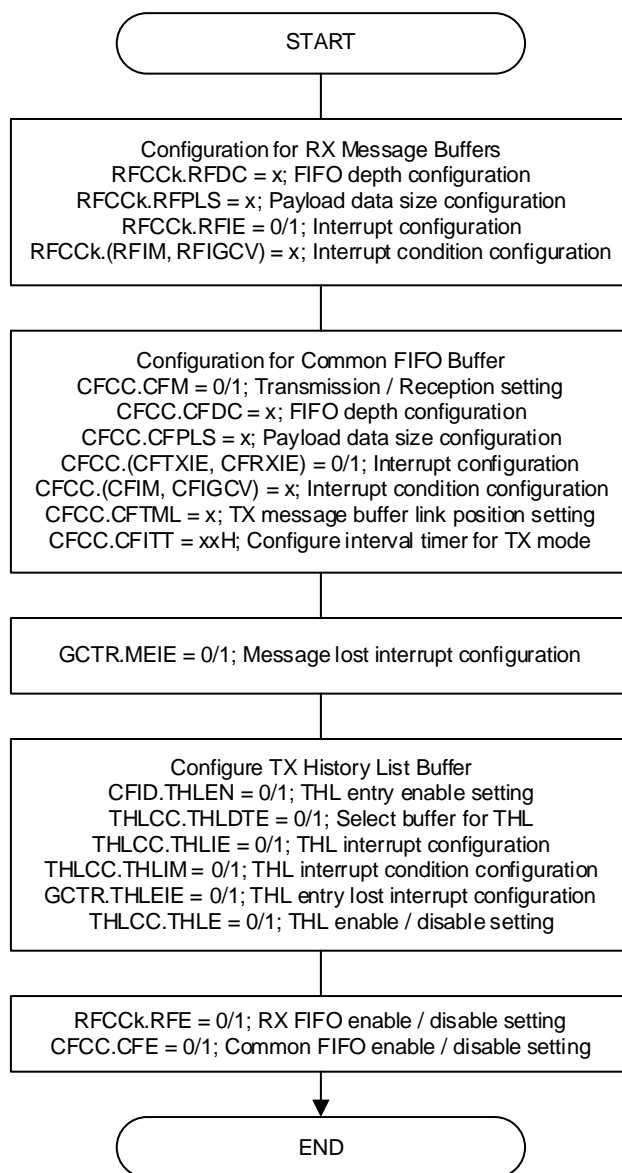 START
Configuration for RX Message Buffers
RFCCk.RFDC = x; FIFO depth configuration
RFCCk.RFPLS = x; Payload data size configuration
RFCCk.RFIE = 0/1; Interrupt configuration
RFCCk.(RFIM, RFIGCV) = x; Interrupt condition configuration
Configuration for Common FIFO Buffer
CFCC.CFM = 0/1; Transmission / Reception setting
CFCC.CFDC = x; FIFO depth configuration
CFCC.CFPLS = x; Payload data size configuration
CFCC.(CFTXIE, CFRXIE) = 0/1; Interrupt configuration
CFCC.(CFIM, CFIGCV) = x; Interrupt condition configuration
CFCC.CFTML = x; TX message buffer link position setting
CFCC.CFITT = xxH; Configure interval timer for TX mode
GCTR.MEIE = 0/1; Message lost interrupt configuration
Configure TX History List Buffer
CFID.THLEN = 0/1; THL entry enable setting
THLCC.THLDTE = 0/1; Select buffer for THL
THLCC.THLIE = 0/1; THL interrupt configuration
THLCC.THLIM = 0/1; THL interrupt condition configuration
GCTR.THLEIE = 0/1; THL entry lost interrupt configuration
THLCC.THLE = 0/1; THL enable / disable setting
RFCCk.RFE = 0/1; RX FIFO enable / disable setting
CFCC.CFE = 0/1; Common FIFO enable / disable setting
END